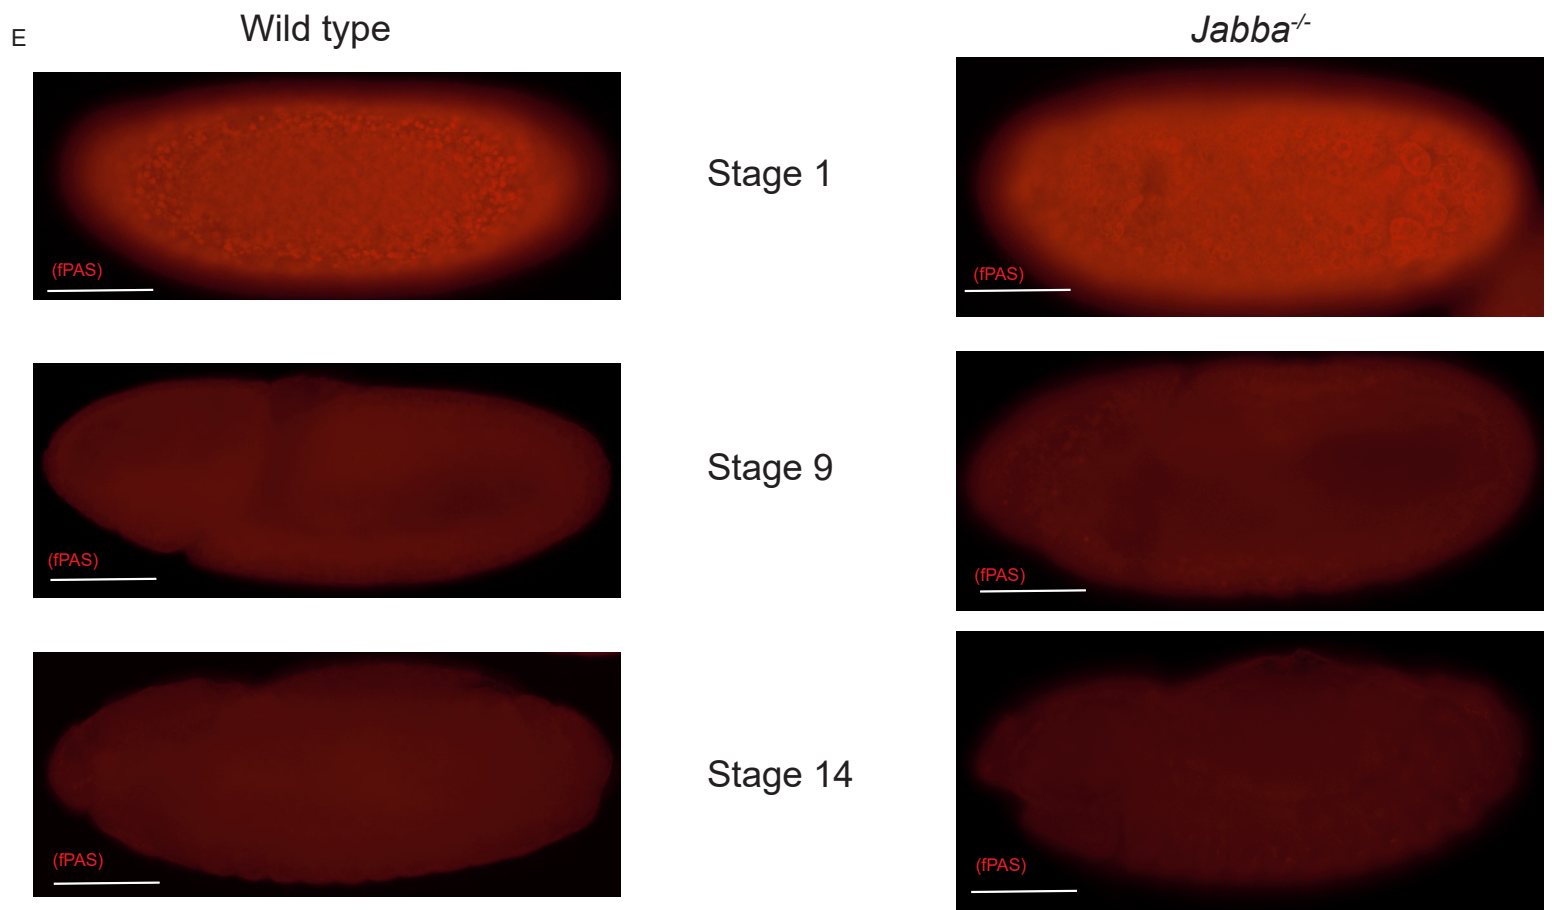 E
Wild type
Jabba-/-
(fPAS)
Stage 1
(fPAS)
(fPAS)
Stage 9
(fPAS)
(fPAS)
Stage 14
(fPAS)